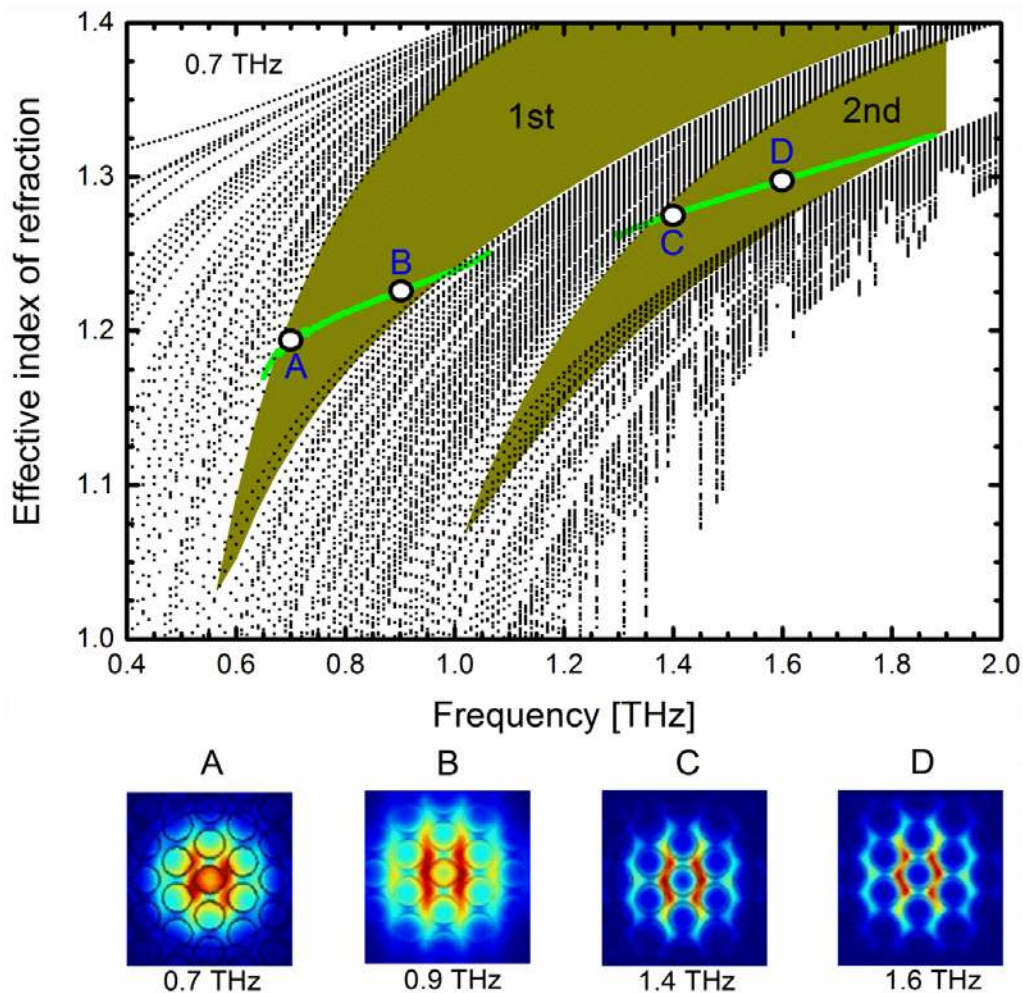 1.4
0.7 THz
1st
2nd
D
1.3
C
B
1.2
A
1.1
1.0
Effective index of refraction
0.4 0.6 0.8 1.0 1.2 1.4 1.6 1.8 2.0
Frequency [THz]
A B C D
0.7 THz 0.9 THz 1.4 THz 1.6 THz